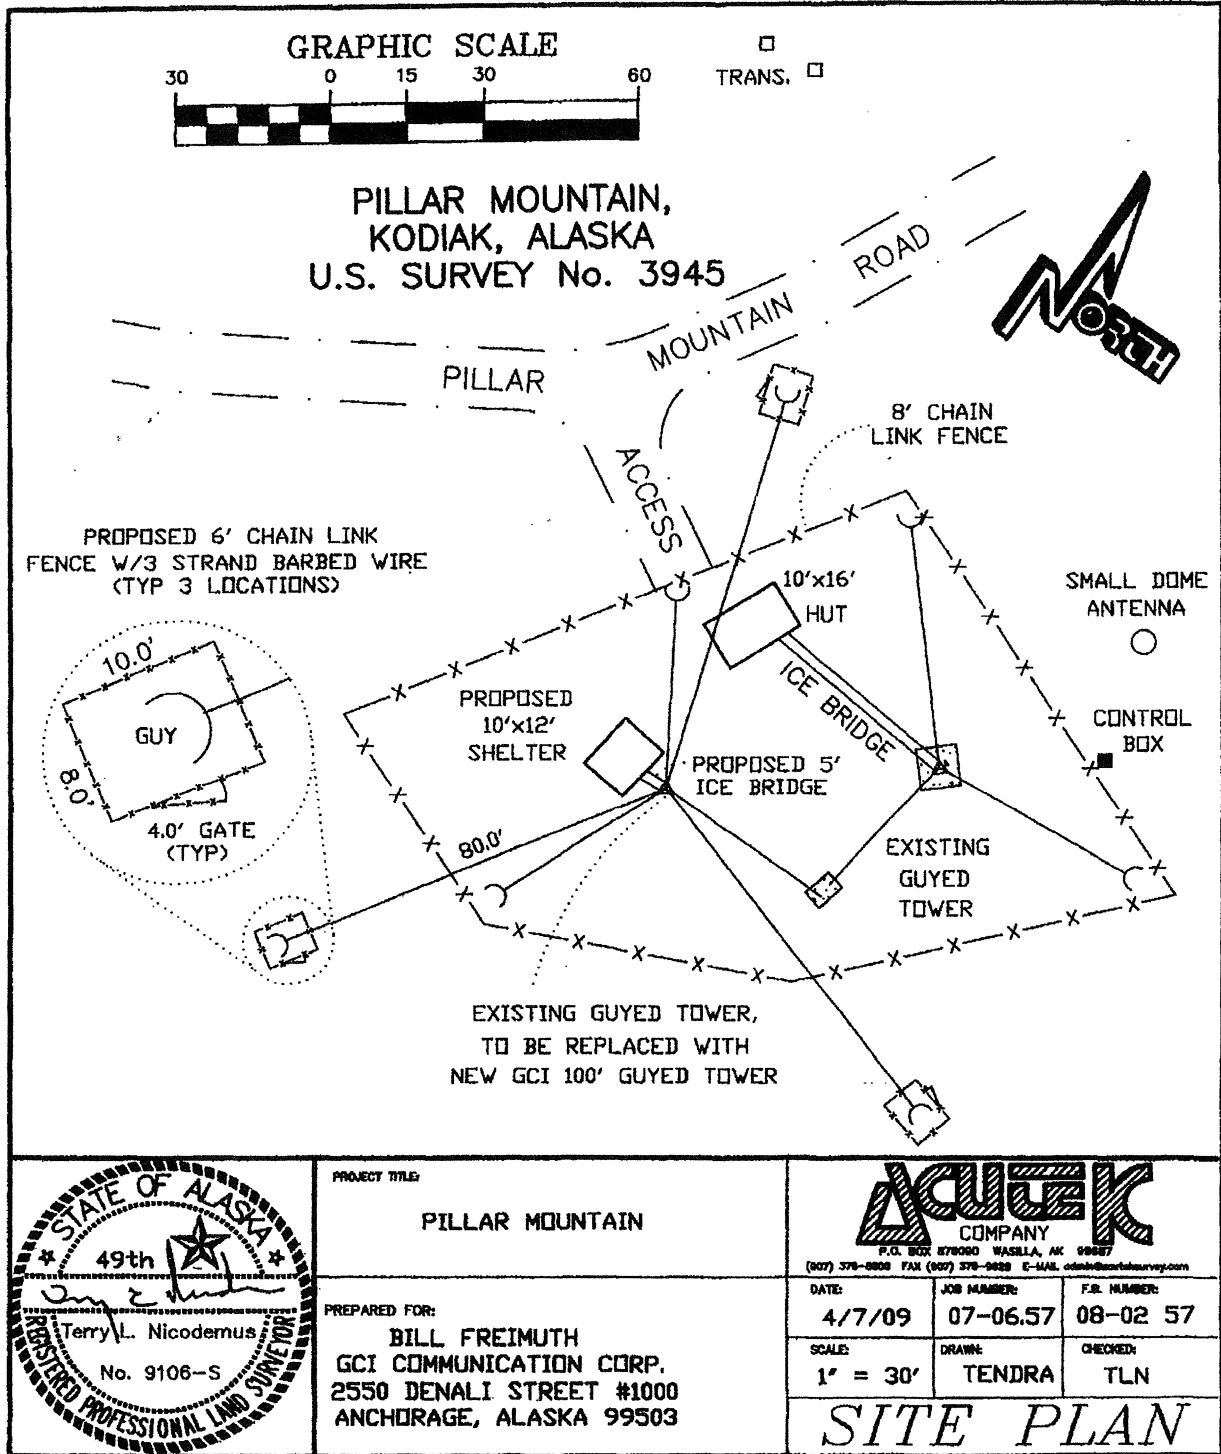 GRAPHIC SCALE
30 0 15 30 60
TRANS.
PILLAR MOUNTAIN,
KODIAK, ALASKA
U.S. SURVEY No. 3945
PILLAR MOUNTAIN ROAD
NORTH
8' CHAIN
LINK FENCE
ACCESS
PROPOSED 6' CHAIN LINK
FENCE W/3 STRAND BARBED WIRE
(TYP 3 LOCATIONS)
10'x16'
HUT
SMALL DOME
ANTENNA
10.0'
GUY
8.0'
4.0' GATE
(TYP)
PROPOSED
10'x12'
SHELTER
ICE BRIDGE
CONTROL
BOX
PROPOSED 5'
ICE BRIDGE
80.0'
EXISTING
GUYED
TOWER
EXISTING GUYED TOWER,
TO BE REPLACED WITH
NEW GCI 100' GUYED TOWER
STATE OF ALASKA
49th
Terry L. Nicodemus
No. 9106-S
REGISTERED PROFESSIONAL LAND SURVEYOR
PROJECT TITLE:
PILLAR MOUNTAIN
PREPARED FOR:
BILL FREIMUTH
GCI COMMUNICATION CORP.
2550 DENALI STREET #1000
ANCHORAGE, ALASKA 99503
ACUTEK
COMPANY
P.O. BOX WASILLA, AK
(907) FAX (907) E-MAIL
DATE:
4/7/09
JOB NUMBER:
07-06.57
F.B. NUMBER:
08-02 57
SCALE:
1" = 30'
DRAWN:
TENDRA
CHECKED:
TLN
SITE PLAN